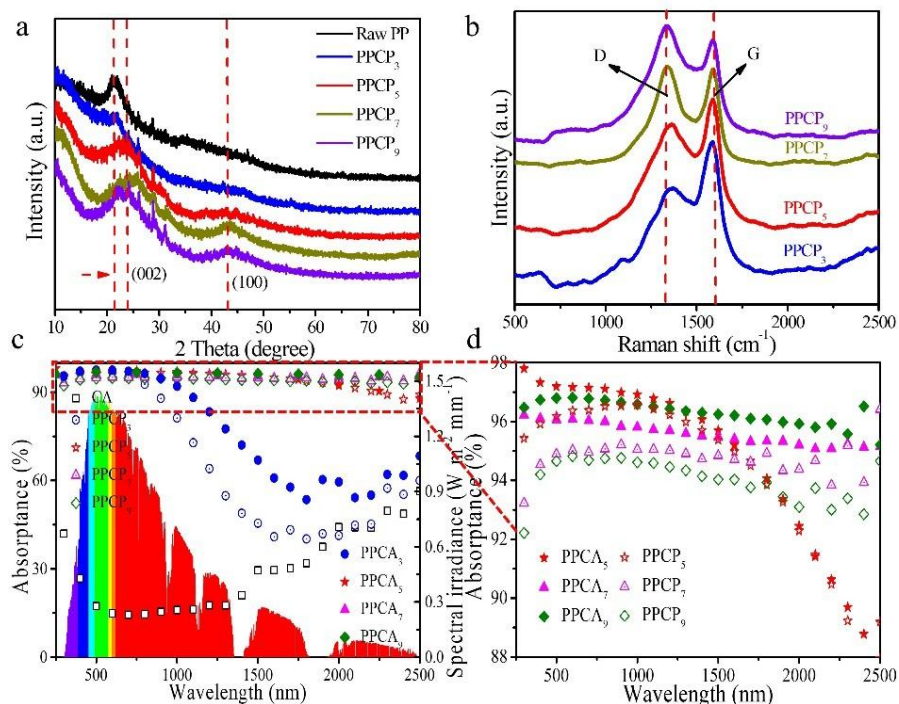 a
Intensity (a.u.)
Raw PP
PPCP3
PPCP5
PPCP7
PPCP9
(002)
(100)
10 20 30 40 50 60 70 80
2 Theta (degree)
b
Intensity (a.u.)
D
G
PPCP9
PPCP7
PPCP5
PPCP3
500 1000 1500 2000 2500
Raman shift (cm-1)
c
Absorptance (%)
90
60
30
0
CA
PPCP3
PPCP5
PPCP
PPCP9
PPCA3
PPCA5
PPCA7
PPCA9
1.5
1.2
0.9
0.6
0.3
0.0
Spectral irradiance (W m-2 mm-1)
500 1000 1500 2000 2500
Wavelength (nm)
d
Absorptance (%)
98
96
94
92
90
88
PPCA5 PPCP5
PPCA7 PPCP7
PPCA9 PPCP9
500 1000 1500 2000 2500
Wavelength (nm)